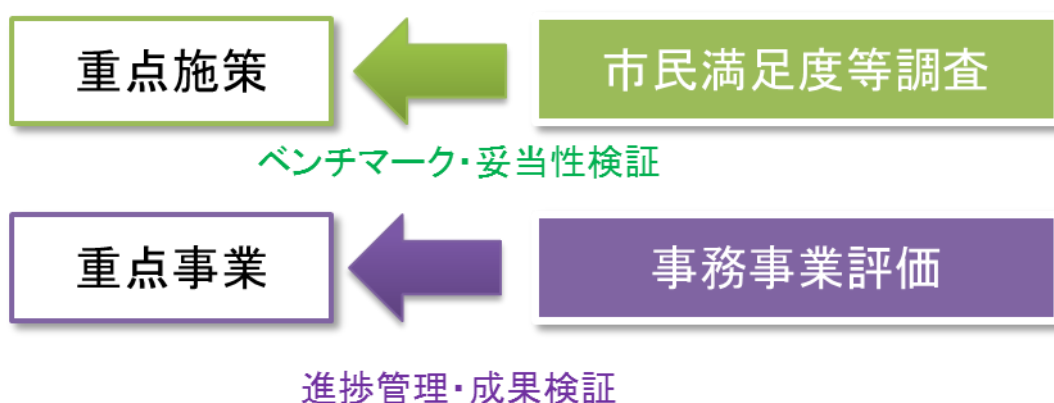 重点施策
市民満足度等調査
ベンチマーク・妥当性検証
重点事業
事務事業評価
進捗管理・成果検証